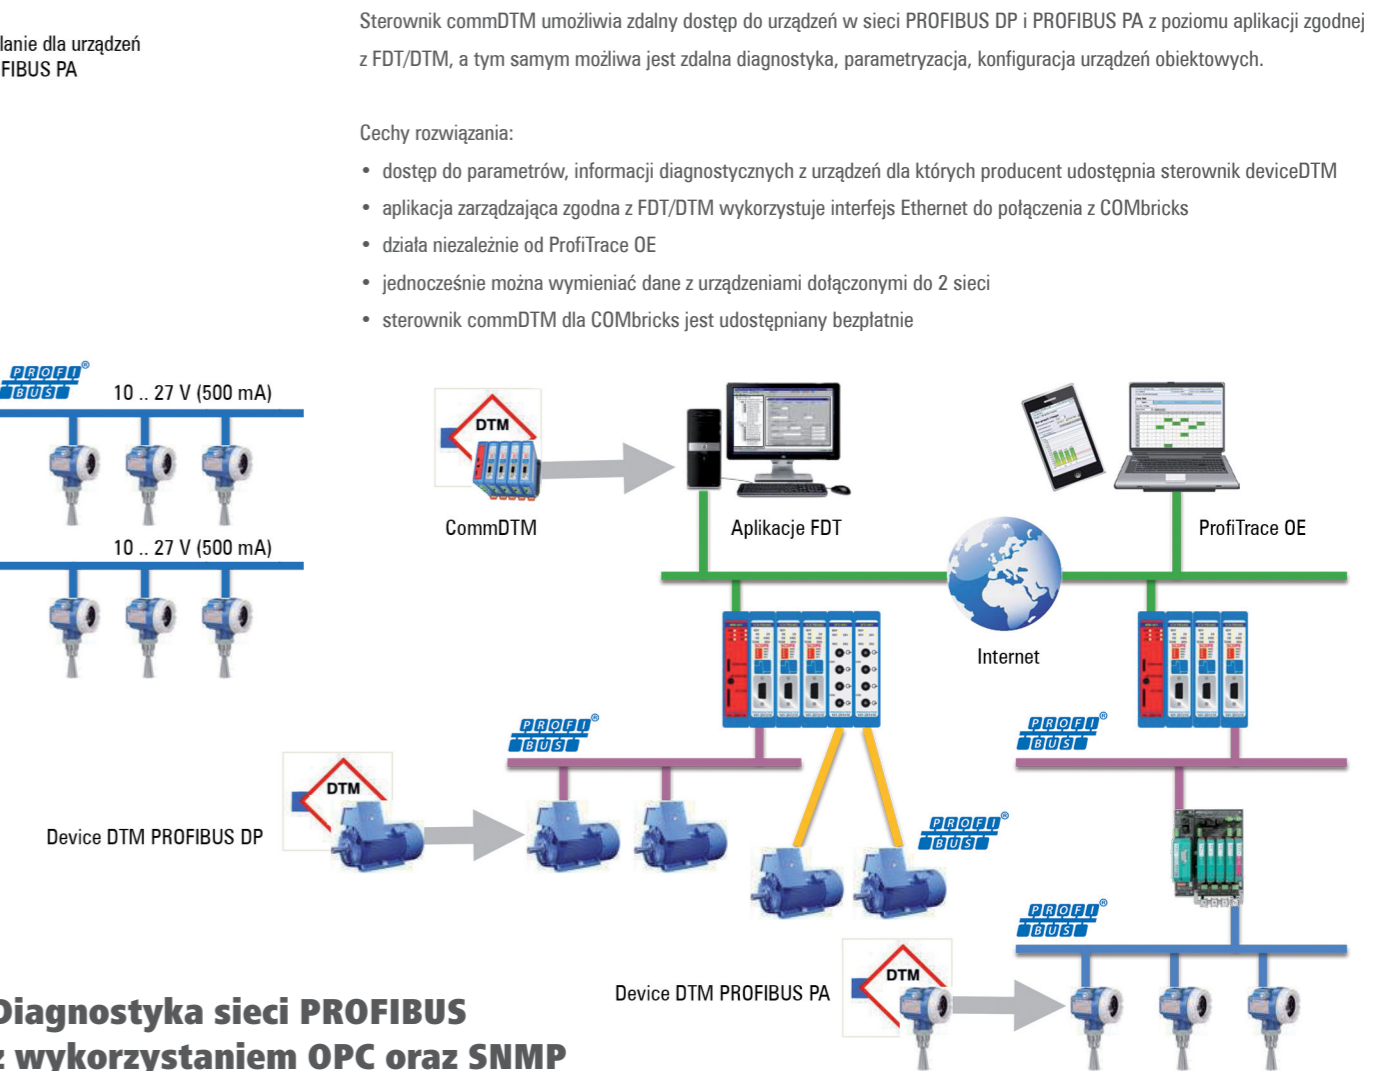 lanie dla urządzeń
FIBUS PA
Sterownik commDTM umożliwia zdalny dostęp do urządzeń w sieci PROFIBUS DP i PROFIBUS PA z poziomu aplikacji zgodnej
z FDT/DTM, a tym samym możliwa jest zdalna diagnostyka, parametryzacja, konfiguracja urządzeń obiektowych.
Cechy rozwiązania:
• dostęp do parametrów, informacji diagnostycznych z urządzeń dla których producent udostępnia sterownik deviceDTM
• aplikacja zarządzająca zgodna z FDT/DTM wykorzystuje interfejs Ethernet do połączenia z COMbricks
• działa niezależnie od ProfiTrace OE
• jednocześnie można wymieniać dane z urządzeniami dołączonymi do 2 sieci
• sterownik commDTM dla COMbricks jest udostępniany bezpłatnie
PROFI
BUS®
10 .. 27 V (500 mA)
10 .. 27 V (500 mA)
DTM
CommDTM
Aplikacje FDT
ProfiTrace OE
Internet
PROFI
BUS®
PROFI
BUS®
DTM
Device DTM PROFIBUS DP
PROFI
BUS®
PROFI
BUS®
DTM
Device DTM PROFIBUS PA
Diagnostyka sieci PROFIBUS
z wykorzystaniem OPC oraz SNMP